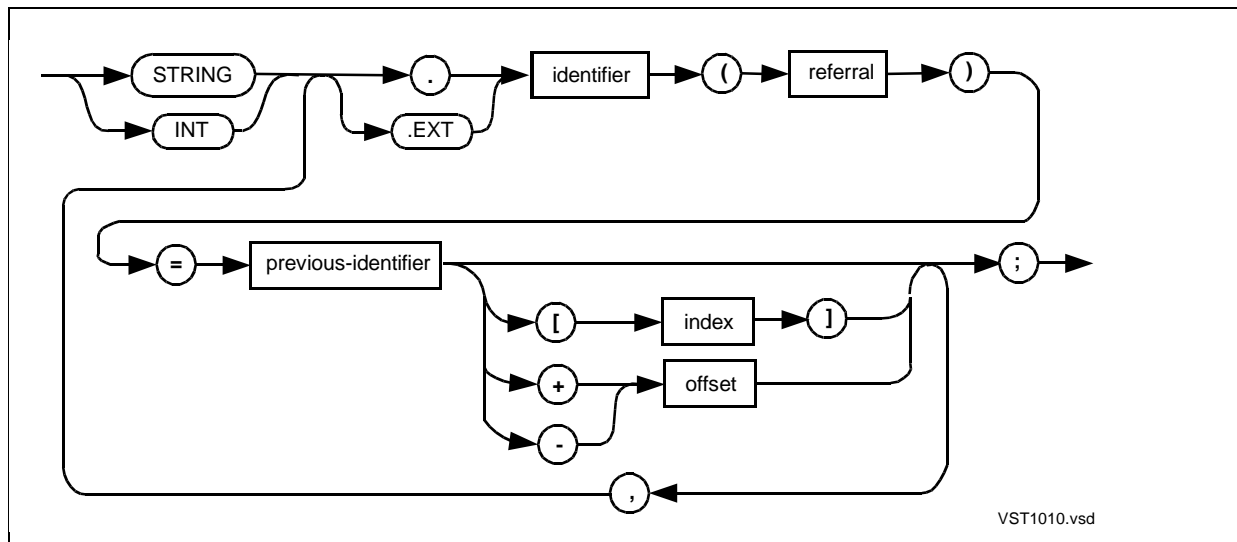 STRING . identifier ( referral )
INT .EXT
= previous-identifier ;
[ index ]
+ offset
-
,
VST1010.vsd